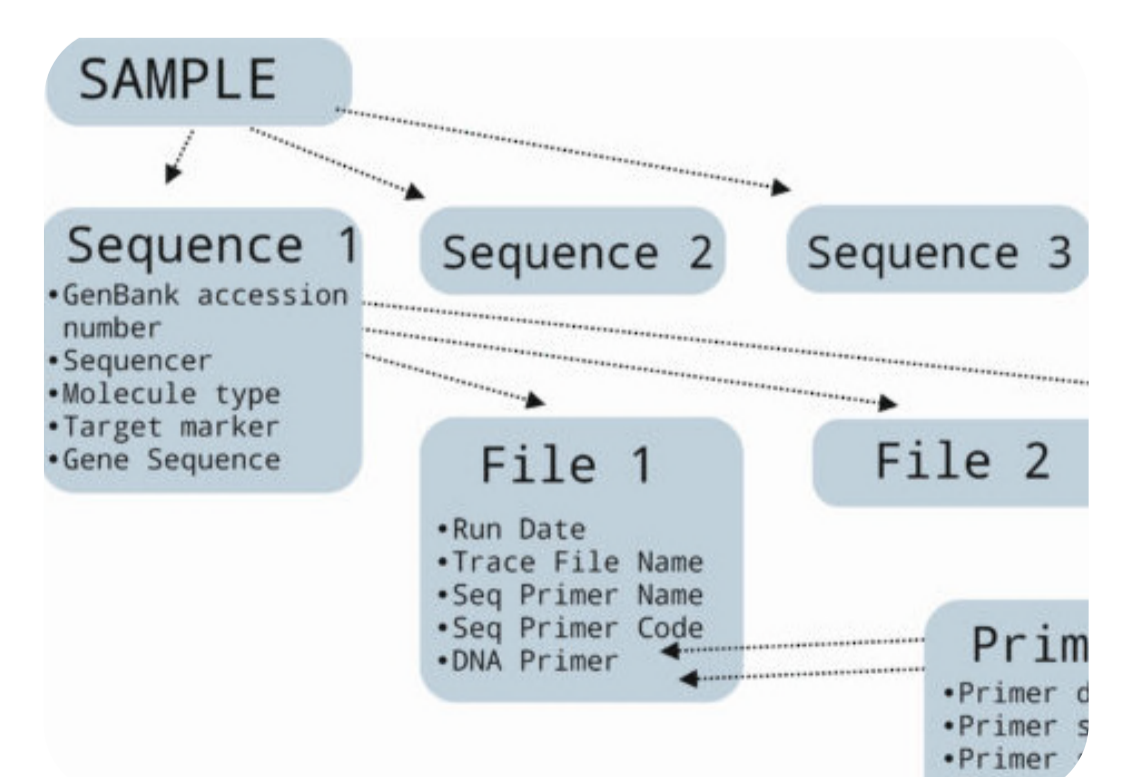 SAMPLE
Sequence 1
•GenBank accession
number
•Sequencer
•Molecule type
•Target marker
•Gene Sequence
Sequence 2
Sequence 3
File 1
•Run Date
•Trace File Name
•Seq Primer Name
•Seq Primer Code
•DNA Primer
File 2
Prim
•Primer d
•Primer s
•Primer